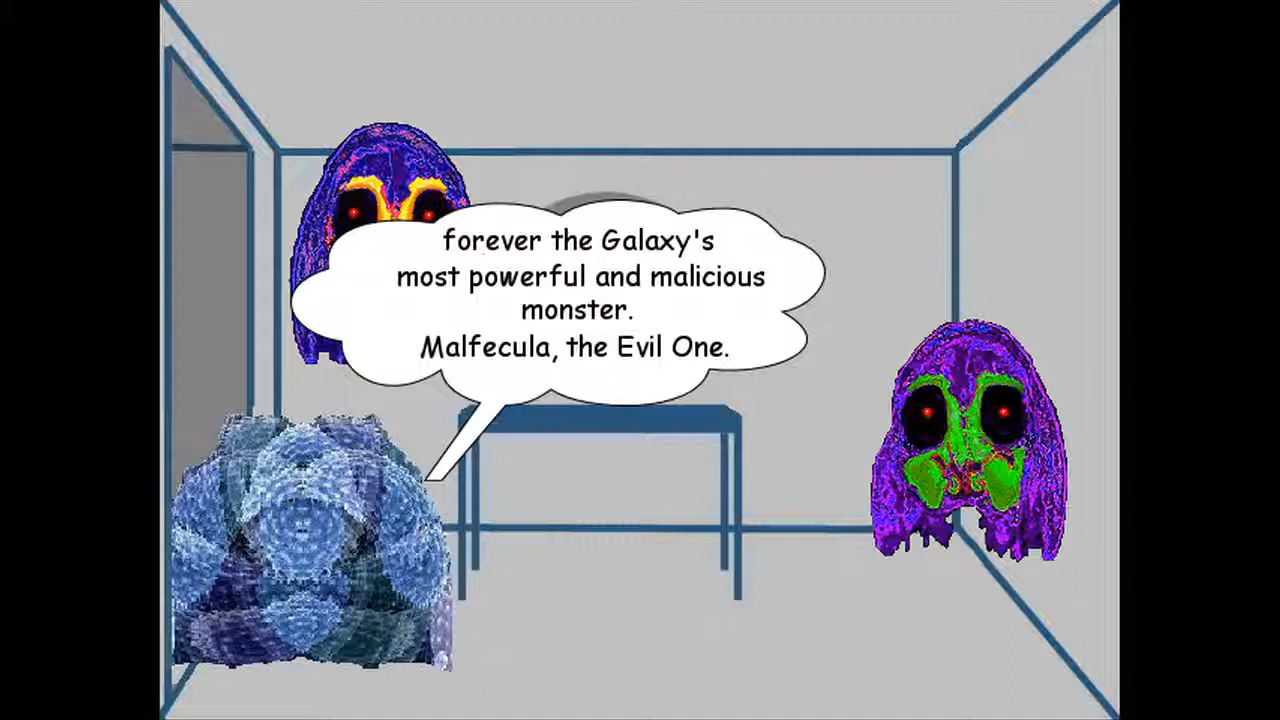 forever the Galaxy's
most powerful and malicious
monster.
Malfecula, the Evil One.